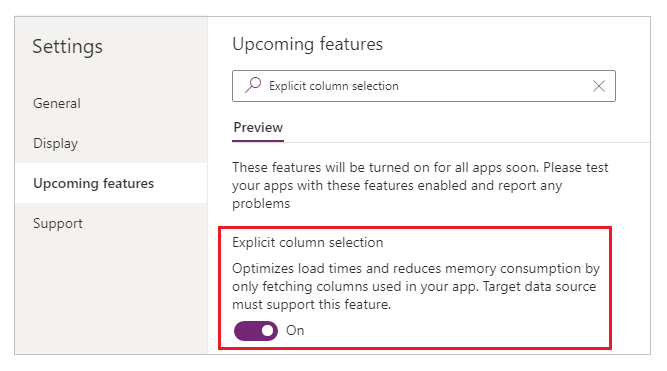 Settings
General
Display
Upcoming features
Support
Upcoming features
Explicit column selection
Preview
These features will be turned on for all apps soon. Please test
your apps with these features enabled and report any
problems
Explicit column selection
Optimizes load times and reduces memory consumption by
only fetching columns used in your app. Target data source
must support this feature.
On